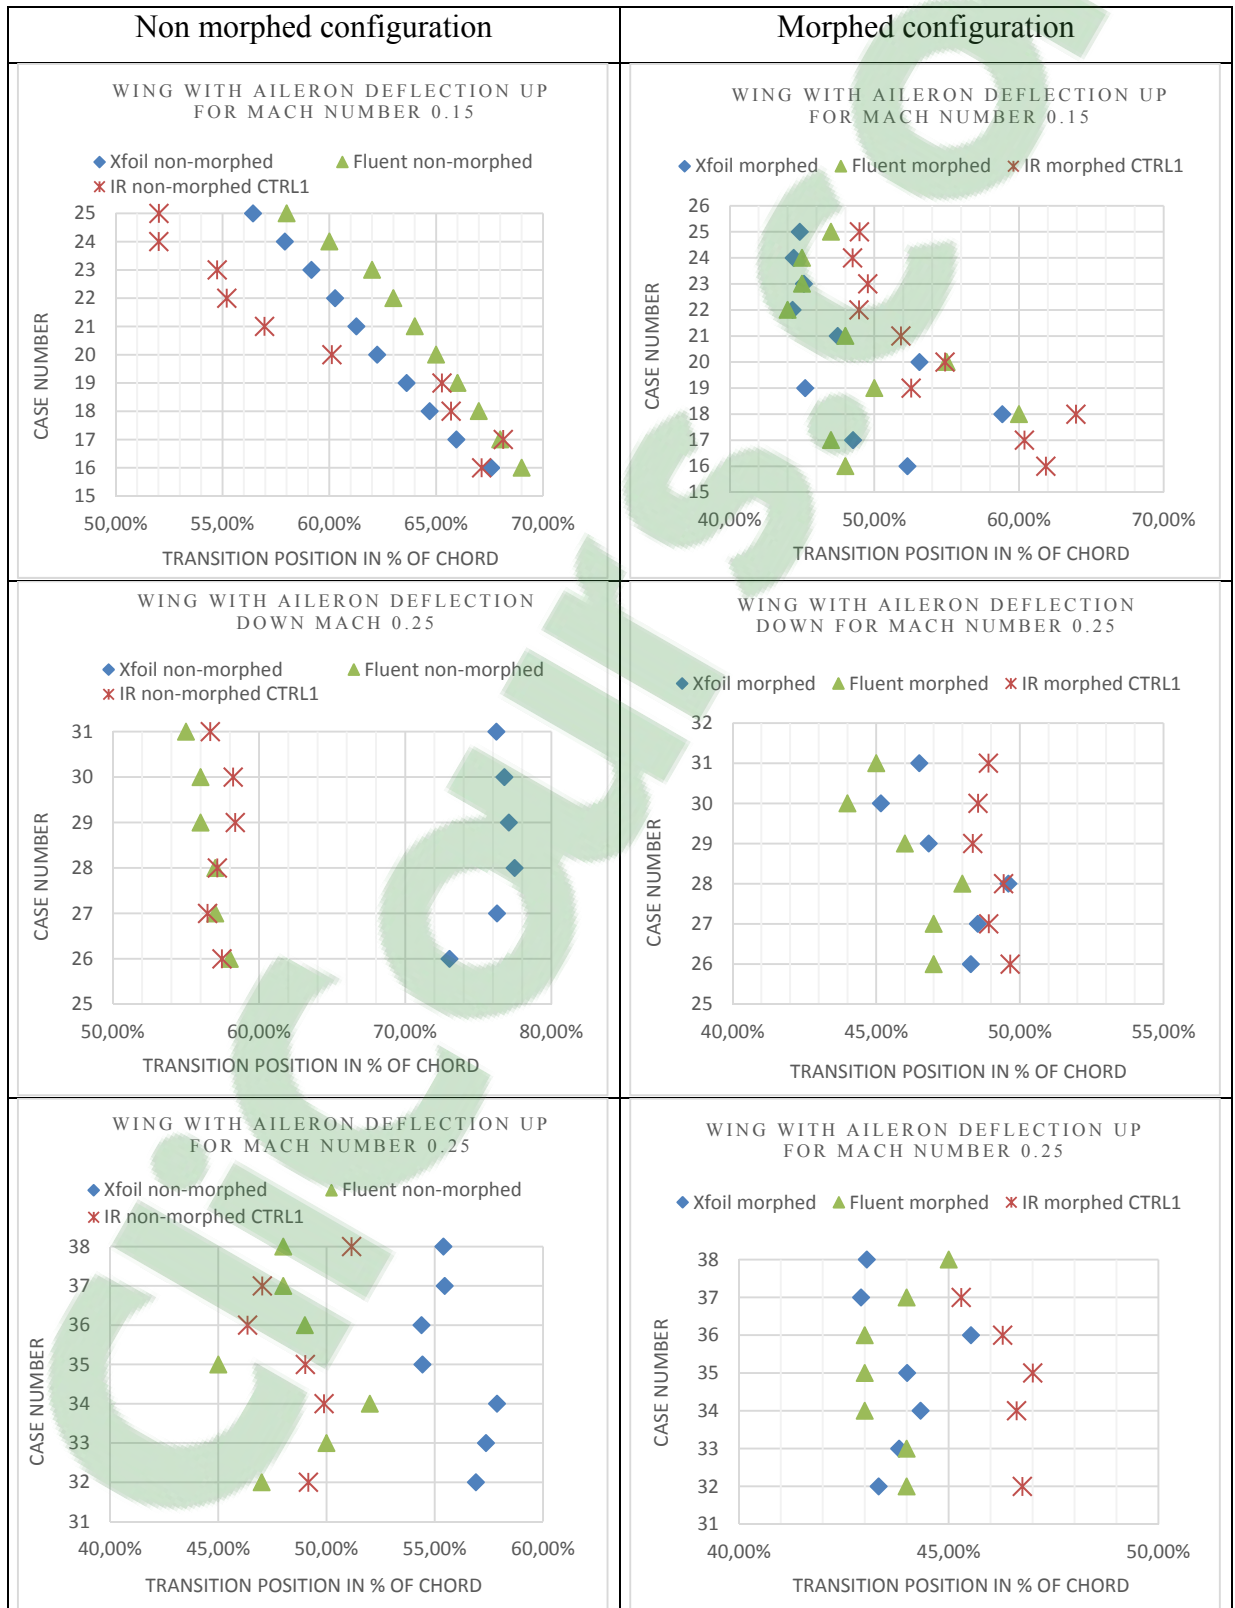 Non morphed configuration
Morphed configuration
WING WITH AILERON DEFLECTION UP
FOR MACH NUMBER 0.15
Xfoil non-morphed
Fluent non-morphed
IR non-morphed CTRL1
25
24
23
22
21
20
19
18
17
16
15
CASE NUMBER
50,00% 55,00% 60,00% 65,00% 70,00%
TRANSITION POSITION IN % OF CHORD
WING WITH AILERON DEFLECTION UP
FOR MACH NUMBER 0.15
Xfoil morphed Fluent morphed IR morphed CTRL1
26
25
24
23
22
21
20
19
18
17
16
15
CASE NUMBER
40,00% 50,00% 60,00% 70,00%
TRANSITION POSITION IN % OF CHORD
WING WITH AILERON DEFLECTION
DOWN MACH 0.25
Xfoil non-morphed
Fluent non-morphed
IR non-morphed CTRL1
31
30
29
28
27
26
25
CASE NUMBER
50,00% 60,00% 70,00% 80,00%
TRANSITION POSITION IN % OF CHORD
WING WITH AILERON DEFLECTION
DOWN FOR MACH NUMBER 0.25
Xfoil morphed Fluent morphed IR morphed CTRL1
32
31
30
29
28
27
26
25
CASE NUMBER
40,00% 45,00% 50,00% 55,00%
TRANSITION POSITION IN % OF CHORD
WING WITH AILERON DEFLECTION UP
FOR MACH NUMBER 0.25
Xfoil non-morphed
Fluent non-morphed
IR non-morphed CTRL1
38
37
36
35
34
33
32
31
CASE NUMBER
40,00% 45,00% 50,00% 55,00% 60,00%
TRANSITION POSITION IN % OF CHORD
WING WITH AILERON DEFLECTION UP
FOR MACH NUMBER 0.25
Xfoil morphed Fluent morphed IR morphed CTRL1
38
37
36
35
34
33
32
31
CASE NUMBER
40,00% 45,00% 50,00%
TRANSITION POSITION IN % OF CHORD
Clicours.co